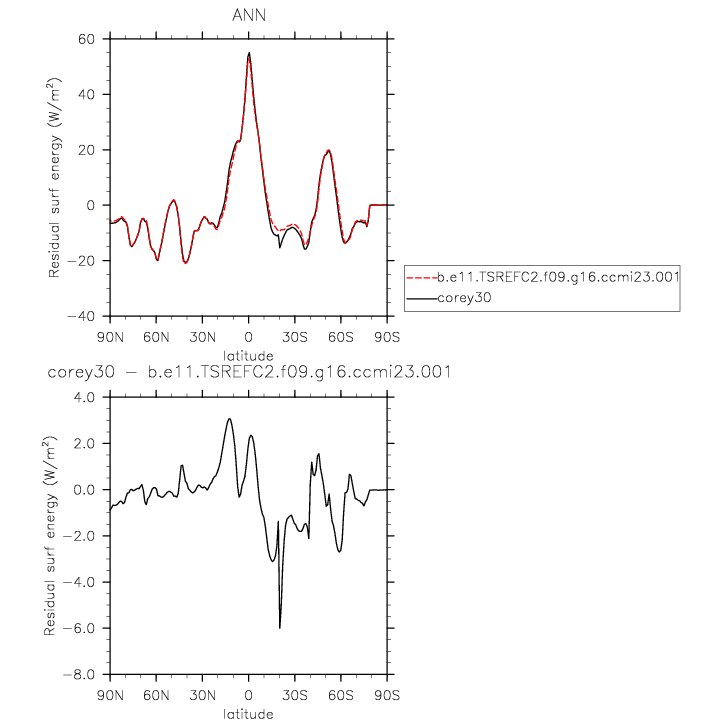 ANN
Residual surf energy (W/m²)
60
40
20
0
−20
−40
90N 60N 30N 0 30S 60S 90S
latitude
b.e11.TSREFC2.f09.g16.ccmi23.001
corey30
corey30 − b.e11.TSREFC2.f09.g16.ccmi23.001
Residual surf energy (W/m²)
4.0
2.0
0.0
−2.0
−4.0
−6.0
−8.0
90N 60N 30N 0 30S 60S 90S
latitude